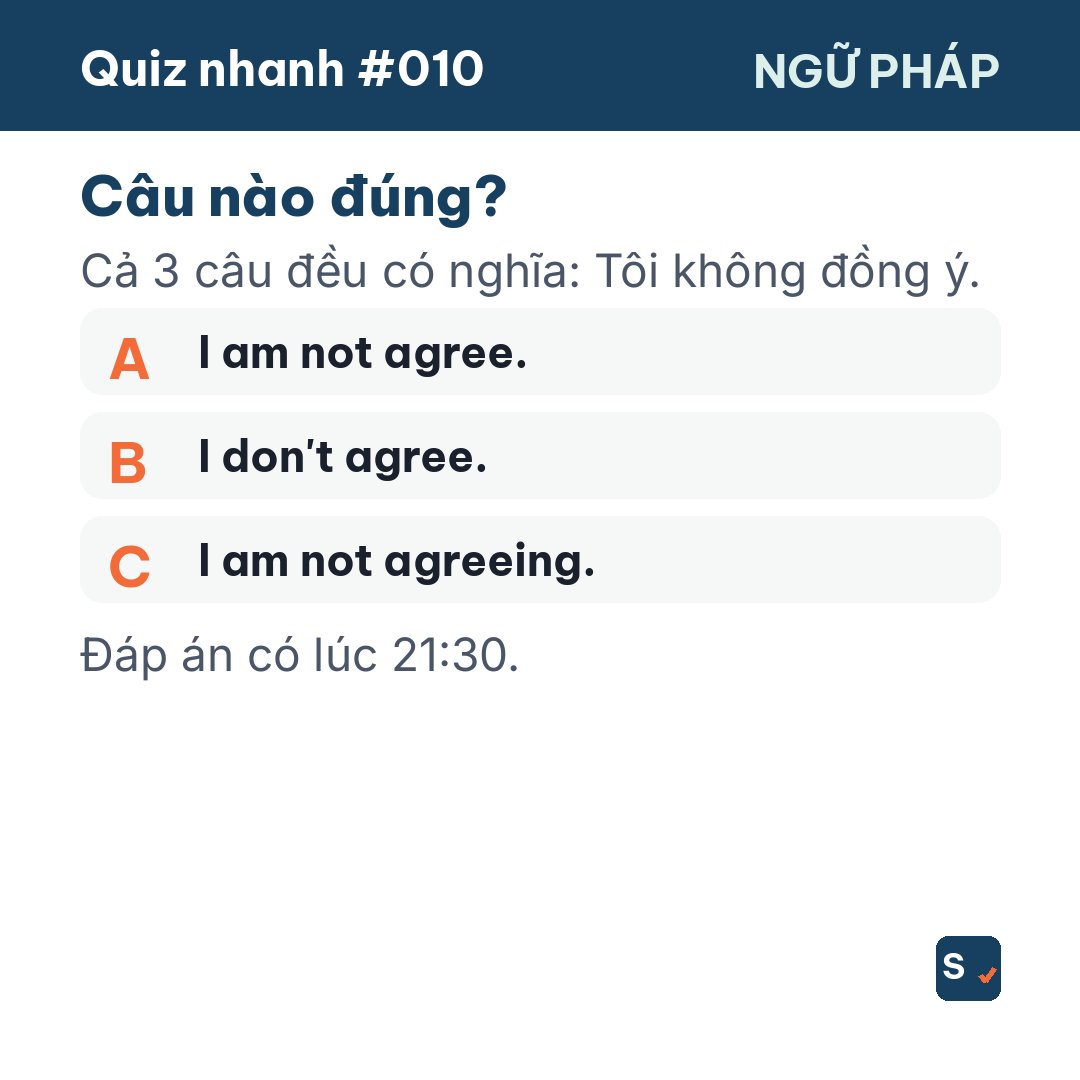 Quiz nhanh #010
NGỮ PHÁP
Câu nào đúng?
Cả 3 câu đều có nghĩa: Tôi không đồng ý.
A I am not agree.
B I don't agree.
C I am not agreeing.
Đáp án có lúc 21:30.
S